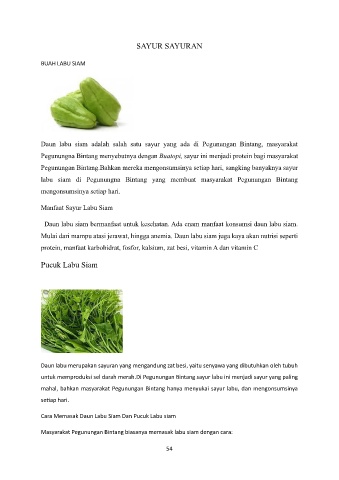 SAYUR SAYURAN
BUAH LABU SIAM
Daun labu siam adalah salah satu sayur yang ada di Pegunungan Bintang, masyarakat
Pegunungna Bintang menyebutnya dengan Buatopi, sayur ini menjadi protein bagi masyarakat
Pegunungan Bintang.Bahkan mereka mengonsumsinya setiap hari, sangking banyaknya sayur
labu siam di Pegunungna Bintang yang membuat masyarakat Pegunungan Bintang
mengonsumsinya setiap hari.
Manfaat Sayur Labu Siam
Daun labu siam bermanfaat untuk kesehatan. Ada enam manfaat konsumsi daun labu siam.
Mulai dari mampu atasi jerawat, hingga anemia. Daun labu siam juga kaya akan nutrisi seperti
protein, manfaat karbohidrat, fosfor, kalsium, zat besi, vitamin A dan vitamin C
Pucuk Labu Siam
Daun labu merupakan sayuran yang mengandung zat besi, yaitu senyawa yang dibutuhkan oleh tubuh
untuk memproduksi sel darah merah.Di Pegunungan Bintang sayur labu ini menjadi sayur yang paling
mahal, bahkan masyarakat Pegunungan Bintang hanya menyukai sayur labu, dan mengonsumsinya
setiap hari.
Cara Memasak Daun Labu Siam Dan Pucuk Labu siam
Masyarakat Pegunungan Bintang biasanya memasak labu siam dengan cara:
54